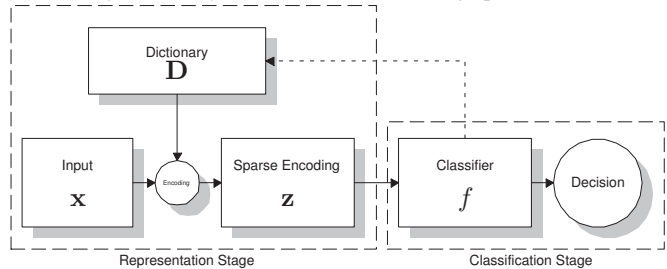 Dictionary
D
Input
x
Encoding
Sparse Encoding
z
Classifier
f
Decision
Representation Stage
Classification Stage